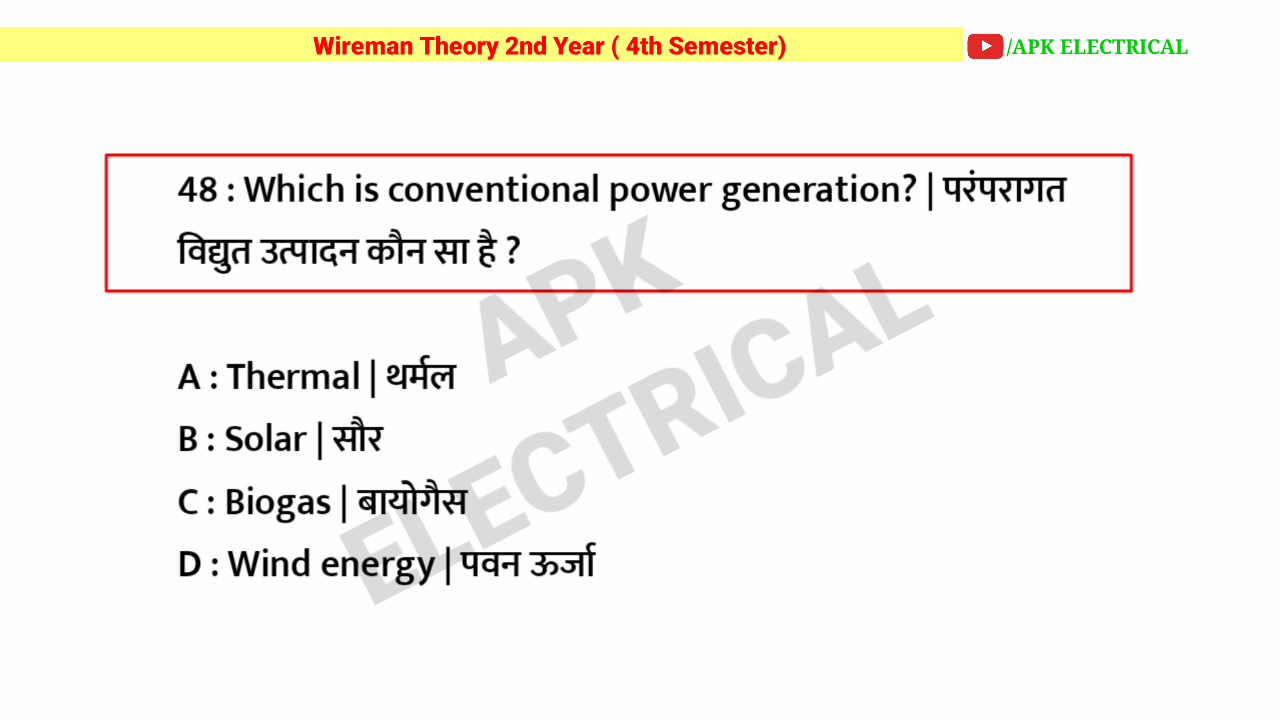 Wireman Theory 2nd Year ( 4th Semester)
/APK ELECTRICAL
48 : Which is conventional power generation? | परंपरागत
विद्युत उत्पादन कौन सा है ?
APK
ELECTRICAL
A : Thermal | थर्मल
B : Solar | सौर
C : Biogas | बायोगैस
D : Wind energy | पवन ऊर्जा